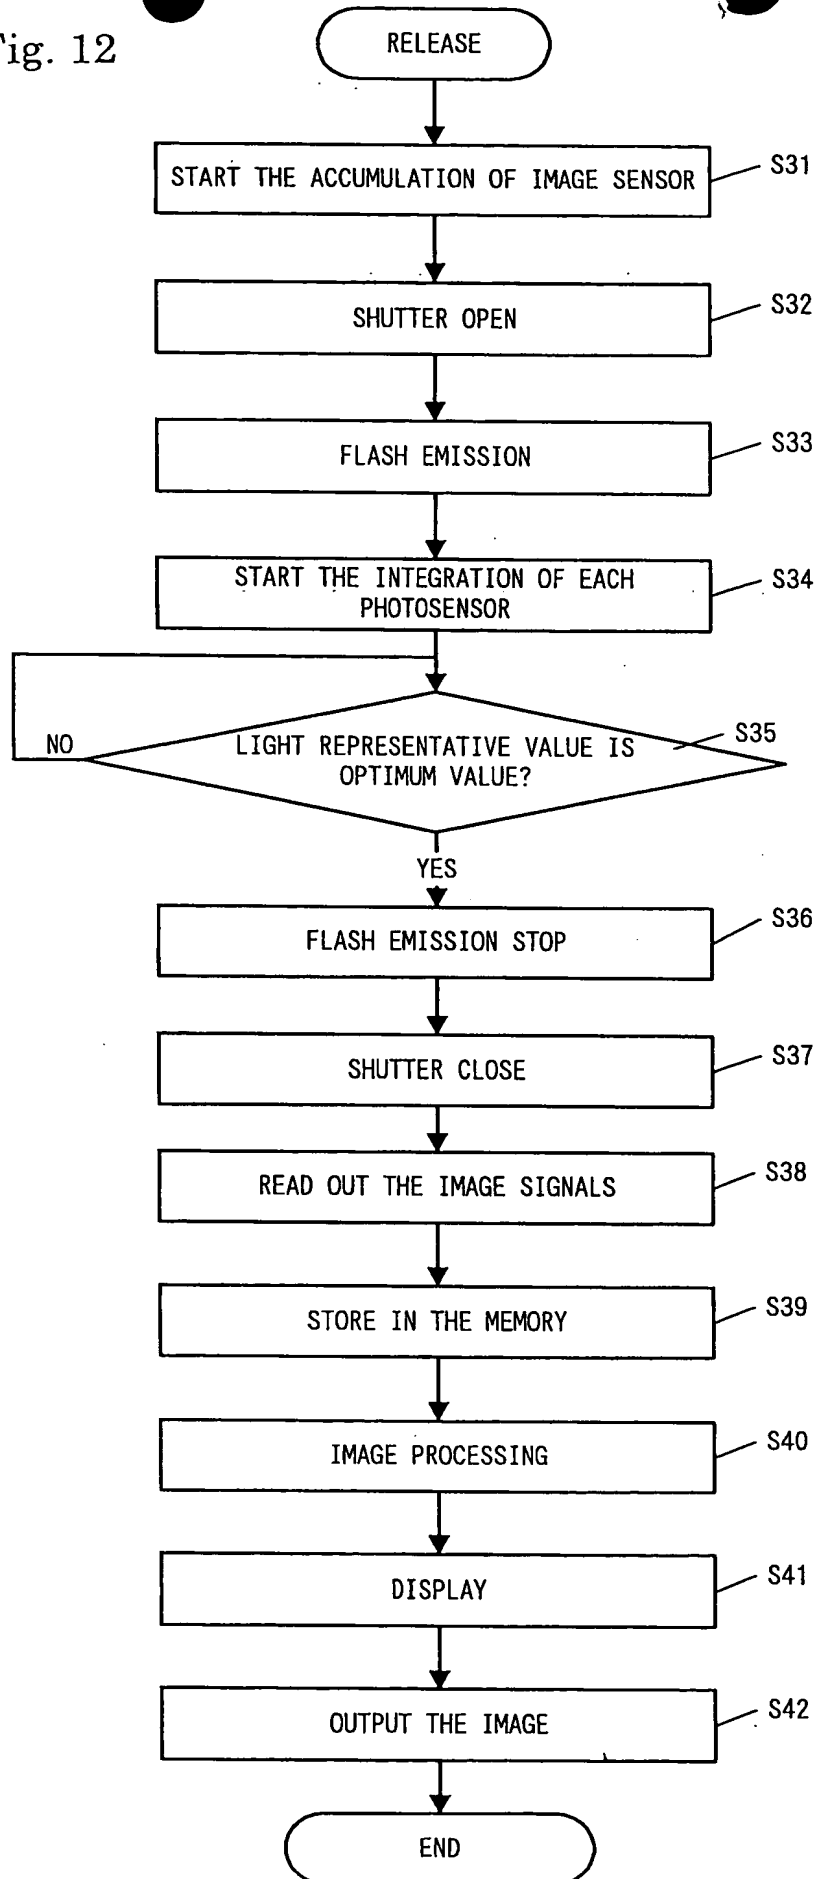 Fig. 12
RELEASE
START THE ACCUMULATION OF IMAGE SENSOR
S31
SHUTTER OPEN
S32
FLASH EMISSION
S33
START THE INTEGRATION OF EACH
PHOTOSENSOR
S34
LIGHT REPRESENTATIVE VALUE IS
OPTIMUM VALUE?
S35
NO
YES
FLASH EMISSION STOP
S36
SHUTTER CLOSE
S37
READ OUT THE IMAGE SIGNALS
S38
STORE IN THE MEMORY
S39
IMAGE PROCESSING
S40
DISPLAY
S41
OUTPUT THE IMAGE
S42
END